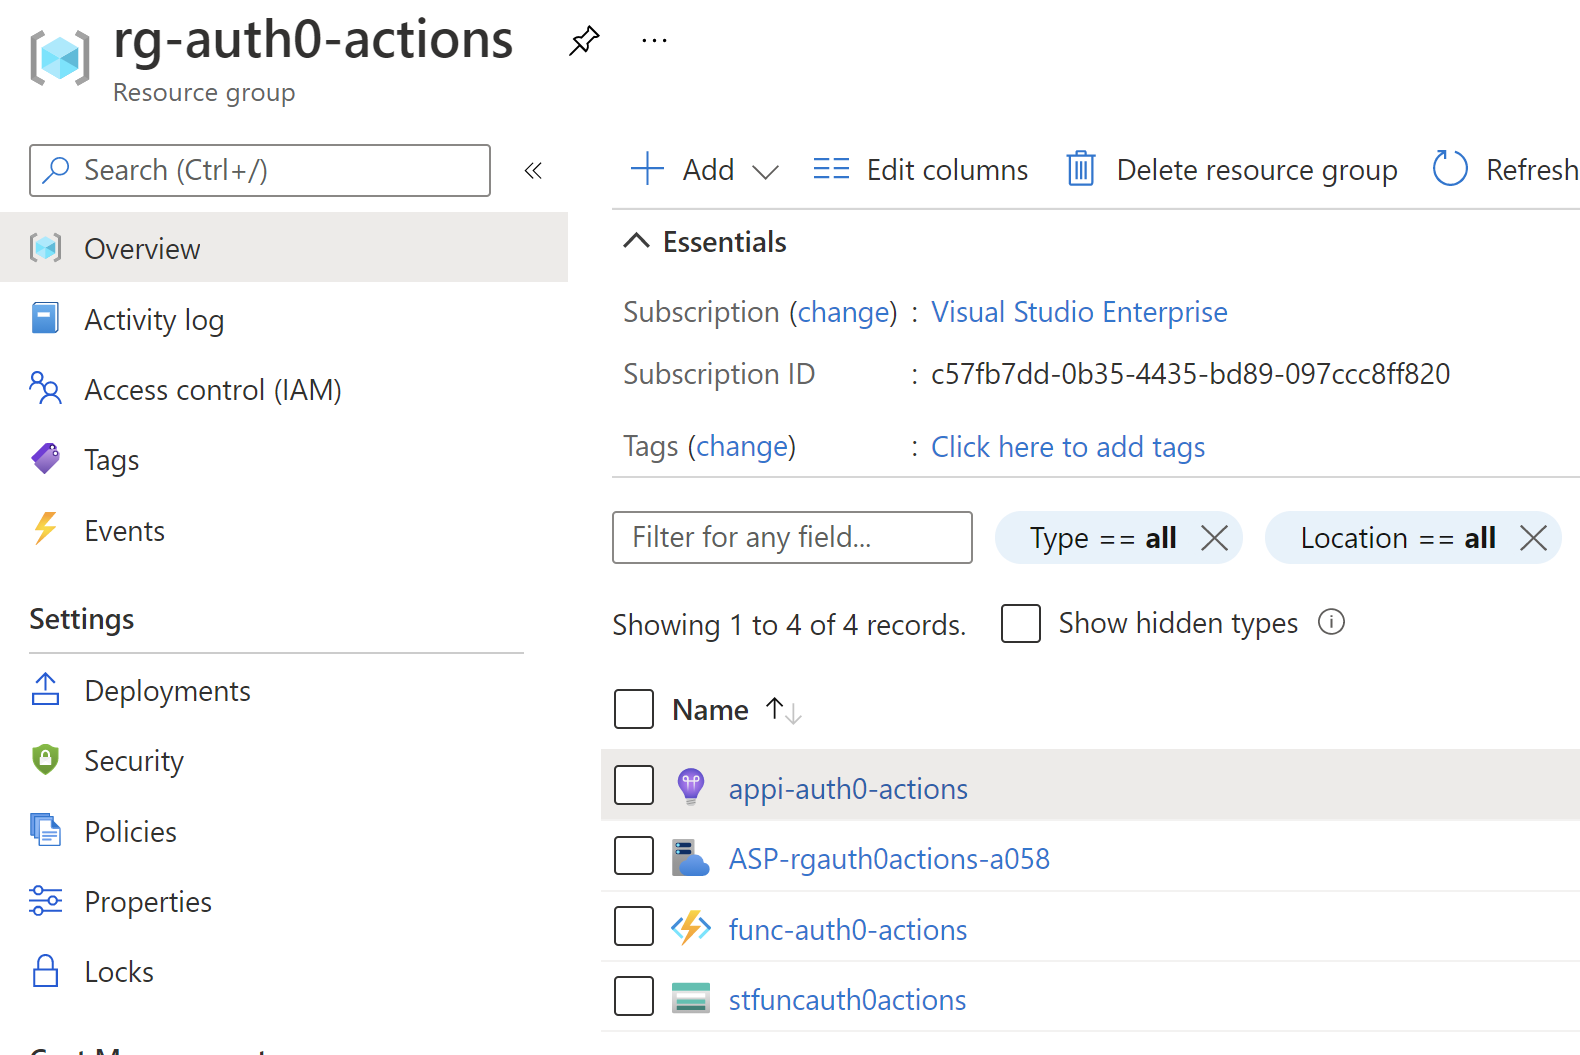 rg-auth0-actions
Resource group
Search (Ctrl+/)
Overview
Activity log
Access control (IAM)
Tags
Events
Settings
Deployments
Security
Policies
Properties
Locks
Add
Edit columns
Delete resource group
Refresh
Essentials
Subscription (change) : Visual Studio Enterprise
Subscription ID : c57fb7dd-0b35-4435-bd89-097ccc8ff820
Tags (change) : Click here to add tags
Filter for any field...
Type == all
Location == all
Showing 1 to 4 of 4 records.
Show hidden types
Name
appi-auth0-actions
ASP-rgauth0actions-a058
func-auth0-actions
stfuncauth0actions